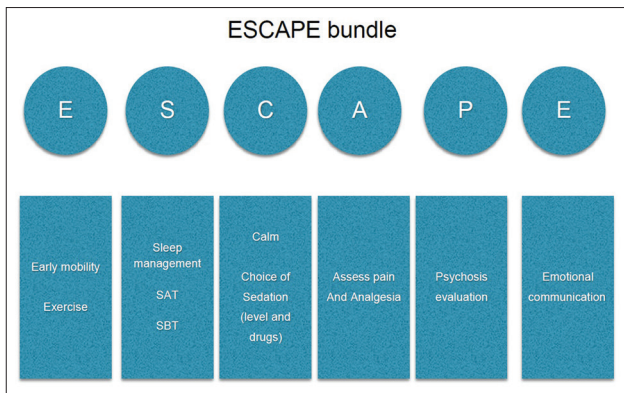 ESCAPE bundle
E
S
C
A
P
E
Early mobility
Exercise
Sleep
management
SAT
SBT
Calm
Choice of
Sedation
(level and
drugs)
Assess pain
And Analgesia
Psychosis
evaluation
Emotional
communication